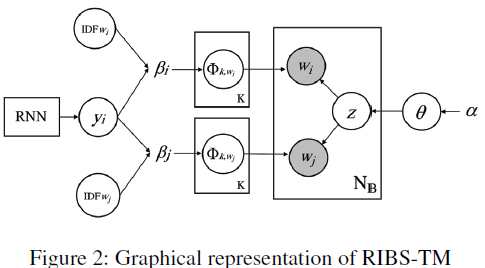 IDFwi
βi
Φk,wi
K
wi
RNN
yi
z
θ
α
βj
Φk,wj
K
wj
NB
IDFwj
Figure 2: Graphical representation of RIBS-TM